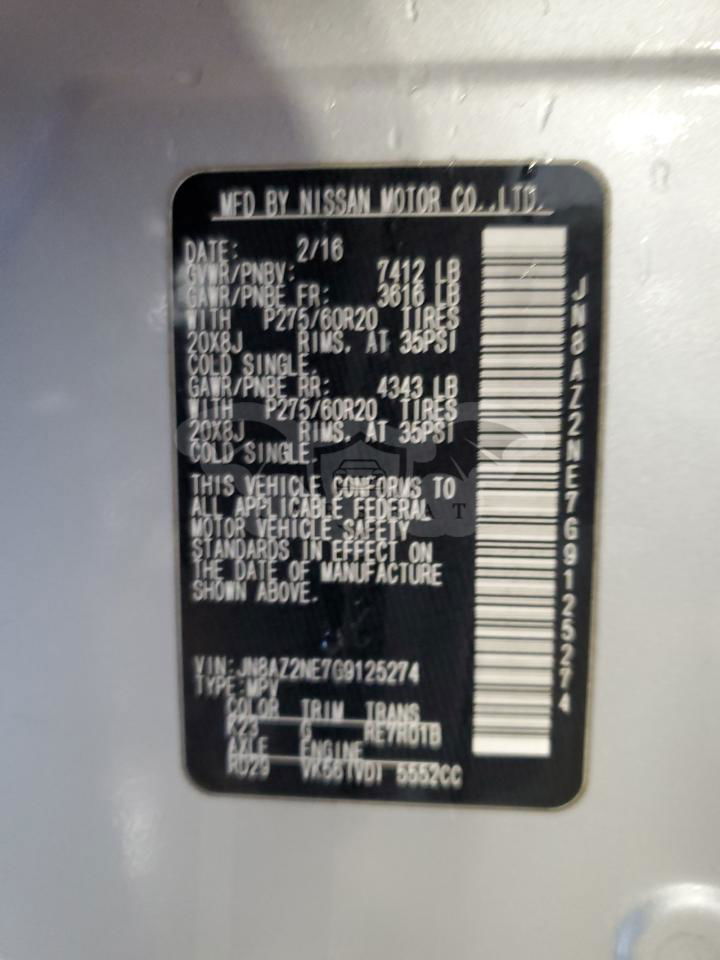 MFD BY NISSAN MOTOR CO.,LTD.
DATE: 2/16
GVWR/PNBV: 7412 LB
GAWR/PNBE FR: 3616 LB
WITH P275/60R20 TIRES
20X8J RIMS, AT 35PSI
COLD SINGLE.
GAWR/PNBE RR: 4343 LB
WITH P275/60R20 TIRES
20X8J RIMS, AT 35PSI
COLD SINGLE.
THIS VEHICLE CONFORMS TO
ALL APPLICABLE FEDERAL
MOTOR VEHICLE SAFETY
STANDARDS IN EFFECT ON
THE DATE OF MANUFACTURE
SHOWN ABOVE.
VIN:JN8AZ2NE7G9125274
TYPE:MPV
COLOR TRIM TRANS
K23 G RE7R01B
AXLE ENGINE
RD29 5552CC
JN8AZ2NE7G9125274